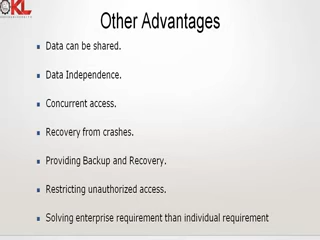 KL
Other Advantages
Data can be shared.
Data Independence.
Concurrent access.
Recovery from crashes.
Providing Backup and Recovery.
Restricting unauthorized access.
Solving enterprise requirement than individual requirement